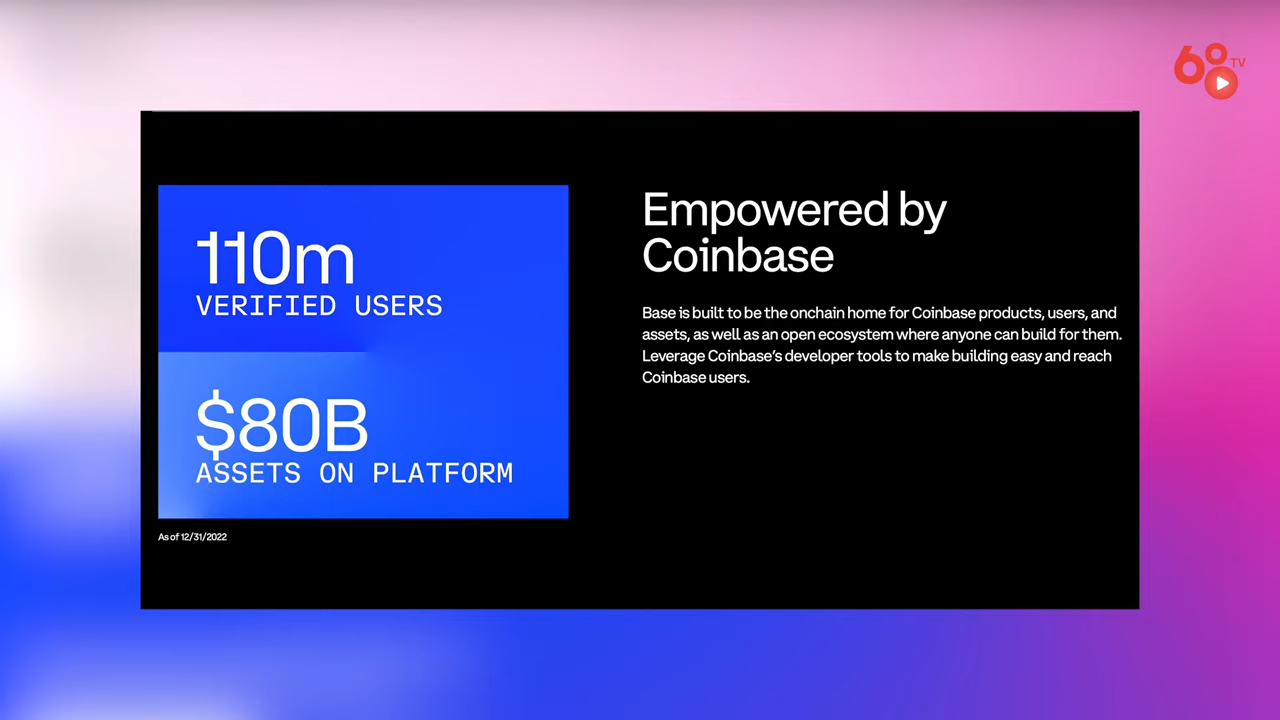 68 TV
110m
VERIFIED USERS
$80B
ASSETS ON PLATFORM
As of 12/31/2022
Empowered by
Coinbase
Base is built to be the onchain home for Coinbase products, users, and
assets, as well as an open ecosystem where anyone can build for them.
Leverage Coinbase’s developer tools to make building easy and reach
Coinbase users.